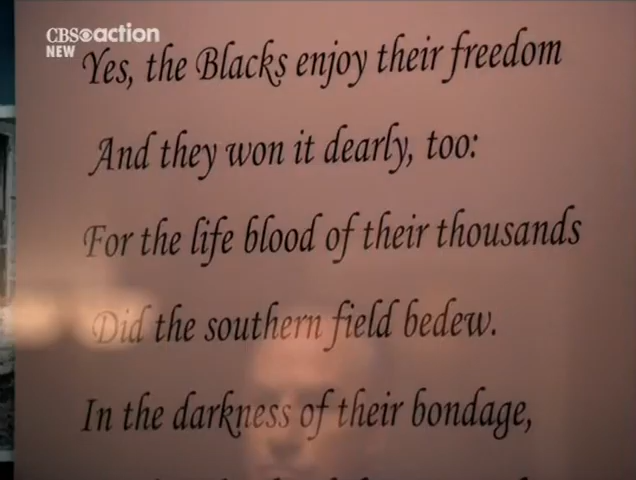 CBS action
NEW
Yes, the Blacks enjoy their freedom
And they won it dearly, too:
For the life blood of their thousands
Did the southern field bedew.
In the darkness of their bondage,